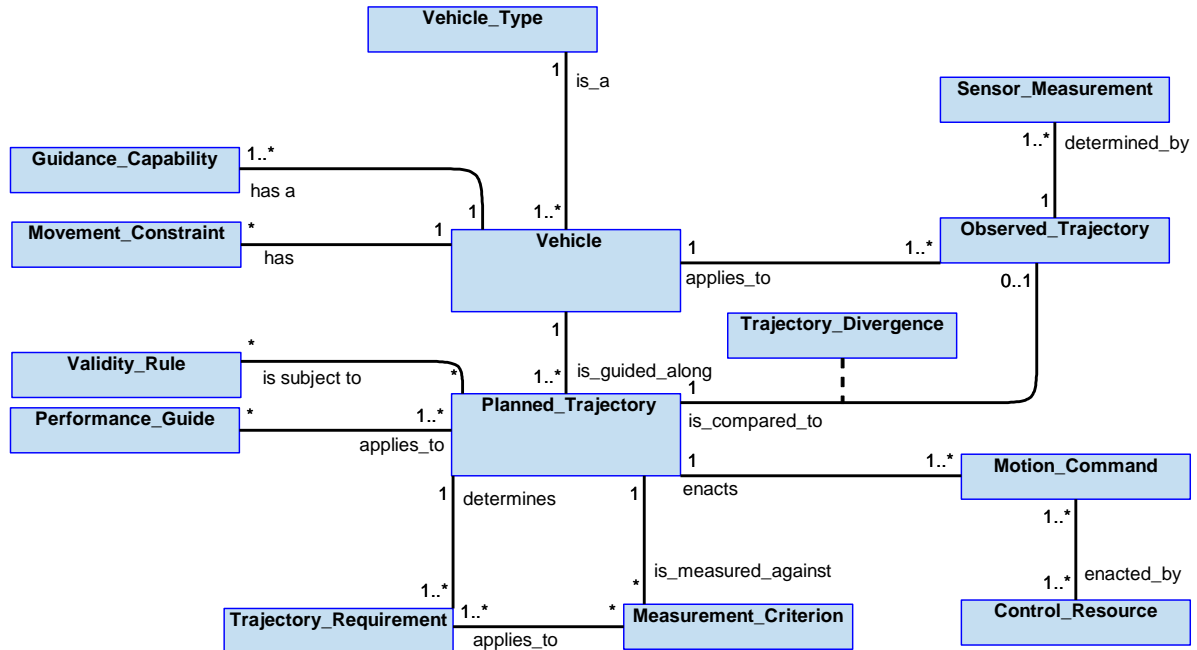 Vehicle_Type
1
is_a
Sensor_Measurement
1..*
determined_by
Guidance_Capability
1..*
has a
1
1..*
1
Movement_Constraint
*
has
1
Vehicle
1
applies_to
1..*
Observed_Trajectory
0..1
1
Trajectory_Divergence
Validity_Rule
*
is subject to
*
1..*
is_guided_along
1
is_compared_to
Planned_Trajectory
Performance_Guide
*
1..*
applies_to
1
enacts
1..*
Motion_Command
1
determines
1
1..*
enacted_by
1..*
Control_Resource
is_measured_against
1..*
*
Trajectory_Requirement
1..*
applies_to
*
Measurement_Criterion